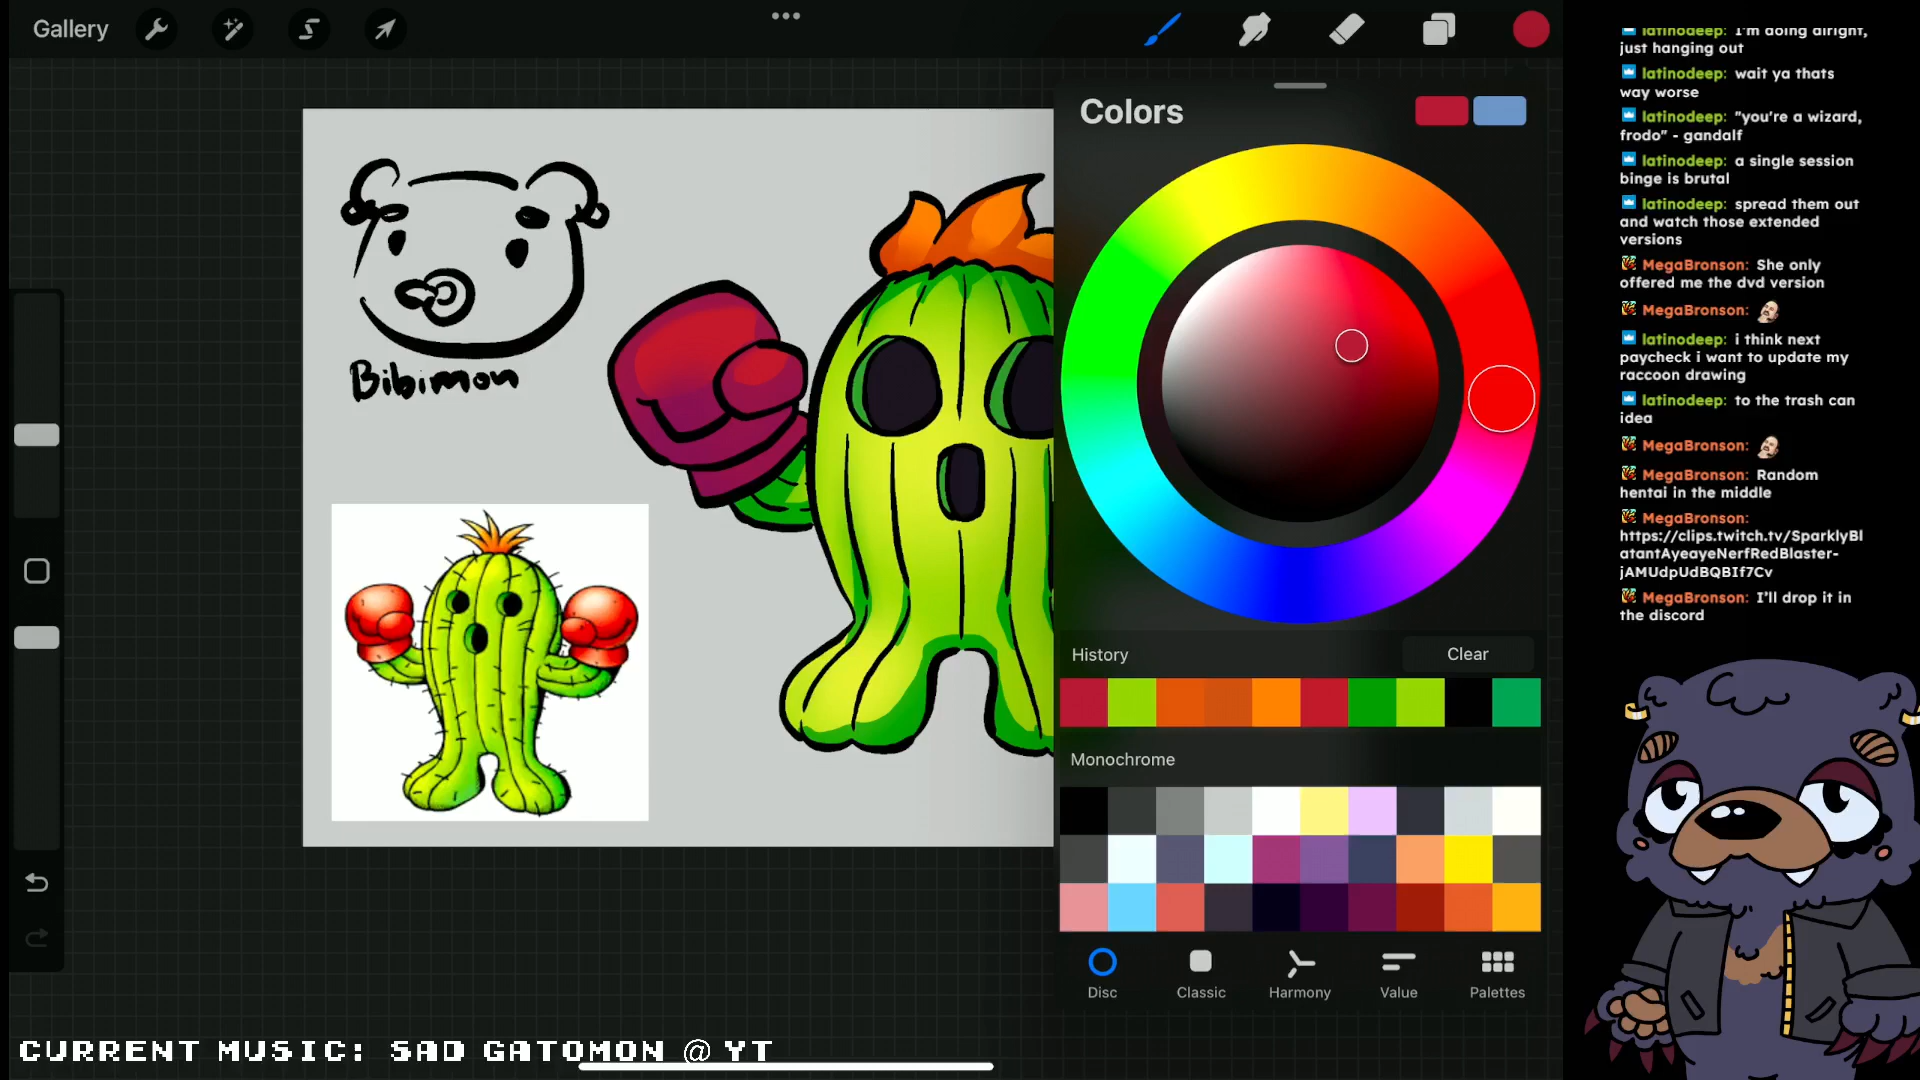 Gallery
Colors
Bibimon
History
Clear
Monochrome
Disc
Classic
Harmony
Value
Palettes
CURRENT MUSIC: SAD GATOMON @ YT
latinodeep: I'm doing alright,
just hanging out
latinodeep: wait ya thats
way worse
latinodeep: "you're a wizard,
frodo" - gandalf
latinodeep: a single session
binge is brutal
latinodeep: spread them out
and watch those extended
versions
MegaBronson: She only
offered me the dvd version
MegaBronson:
latinodeep: i think next
paycheck i want to update my
raccoon drawing
latinodeep: to the trash can
idea
MegaBronson:
MegaBronson: Random
hentai in the middle
MegaBronson:
https://clips.twitch.tv/SparklyBl
atantAyeayeNerfRedBlaster-
jAMUdpUdBQBIf7Cv
MegaBronson: I'll drop it in
the discord